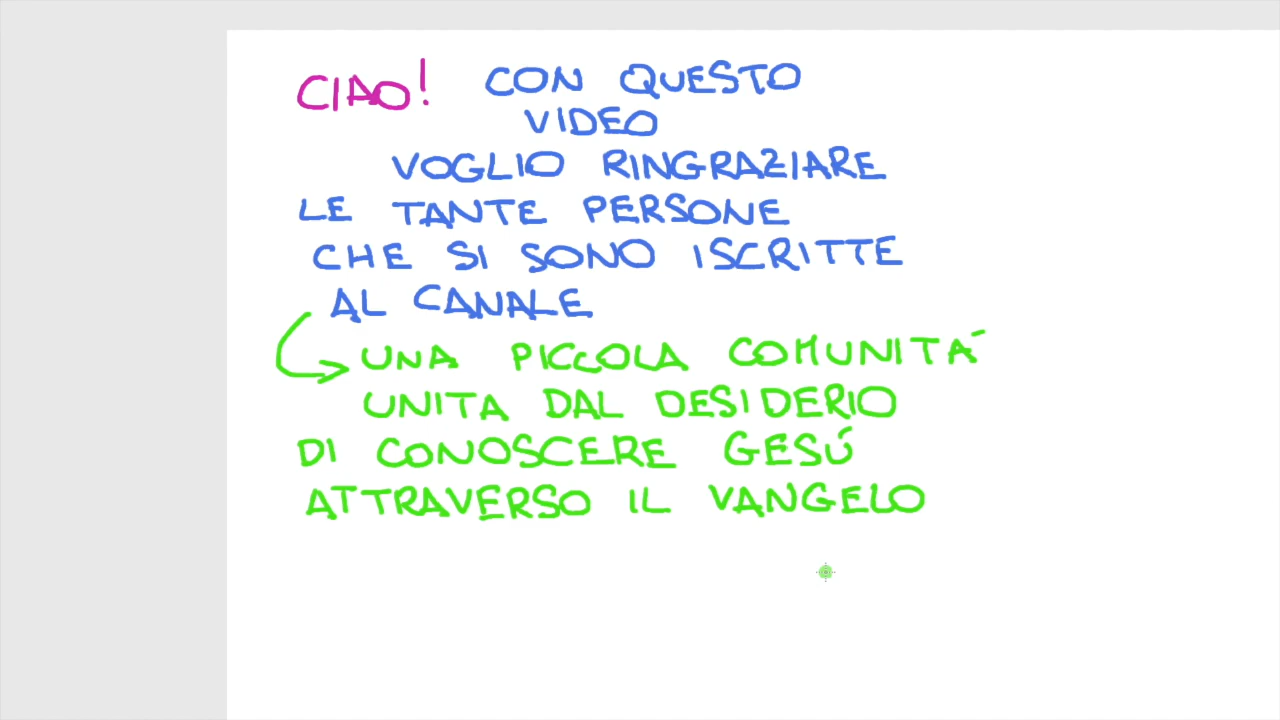 CIAO! CON QUESTO
VIDEO
VOGLIO RINGRAZIARE
LE TANTE PERSONE
CHE SI SONO ISCRITTE
AL CANALE
UNA PICCOLA COMUNITÁ
UNITA DAL DESIDERIO
DI CONOSCERE GESÚ
ATTRAVERSO IL VANGELO